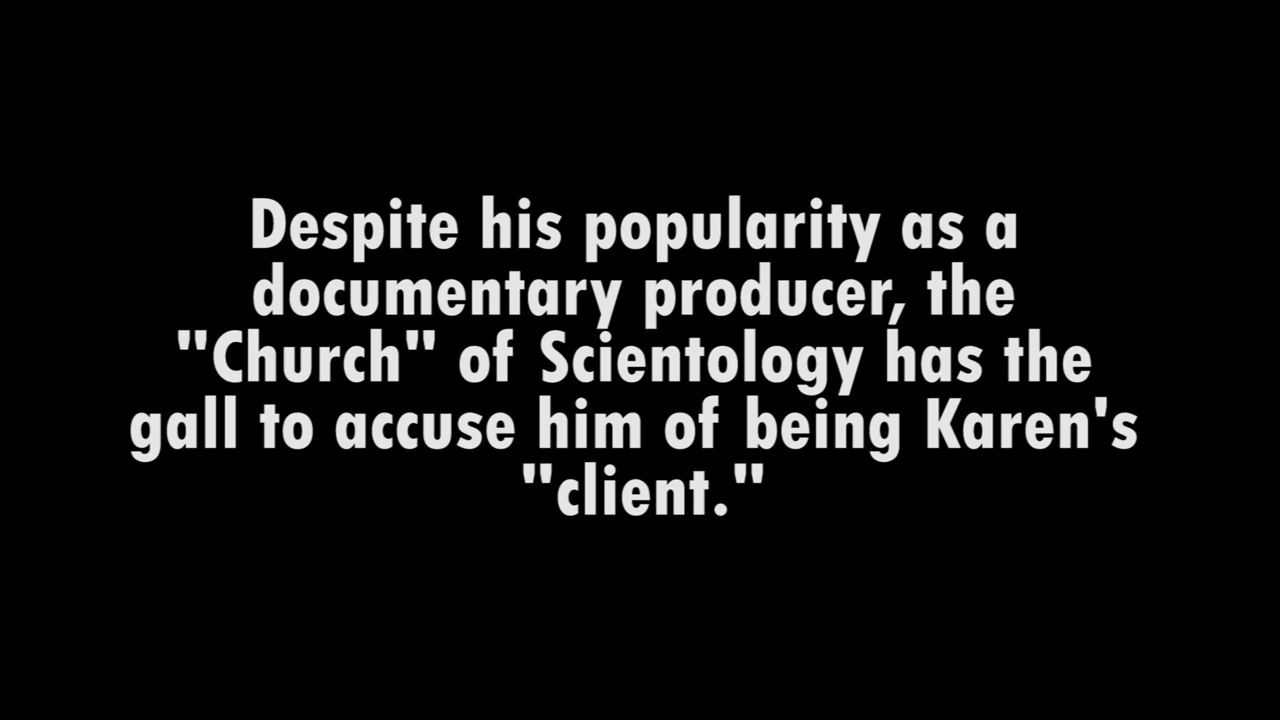 Despite his popularity as a
documentary producer, the
"Church" of Scientology has the
gall to accuse him of being Karen's
"client."